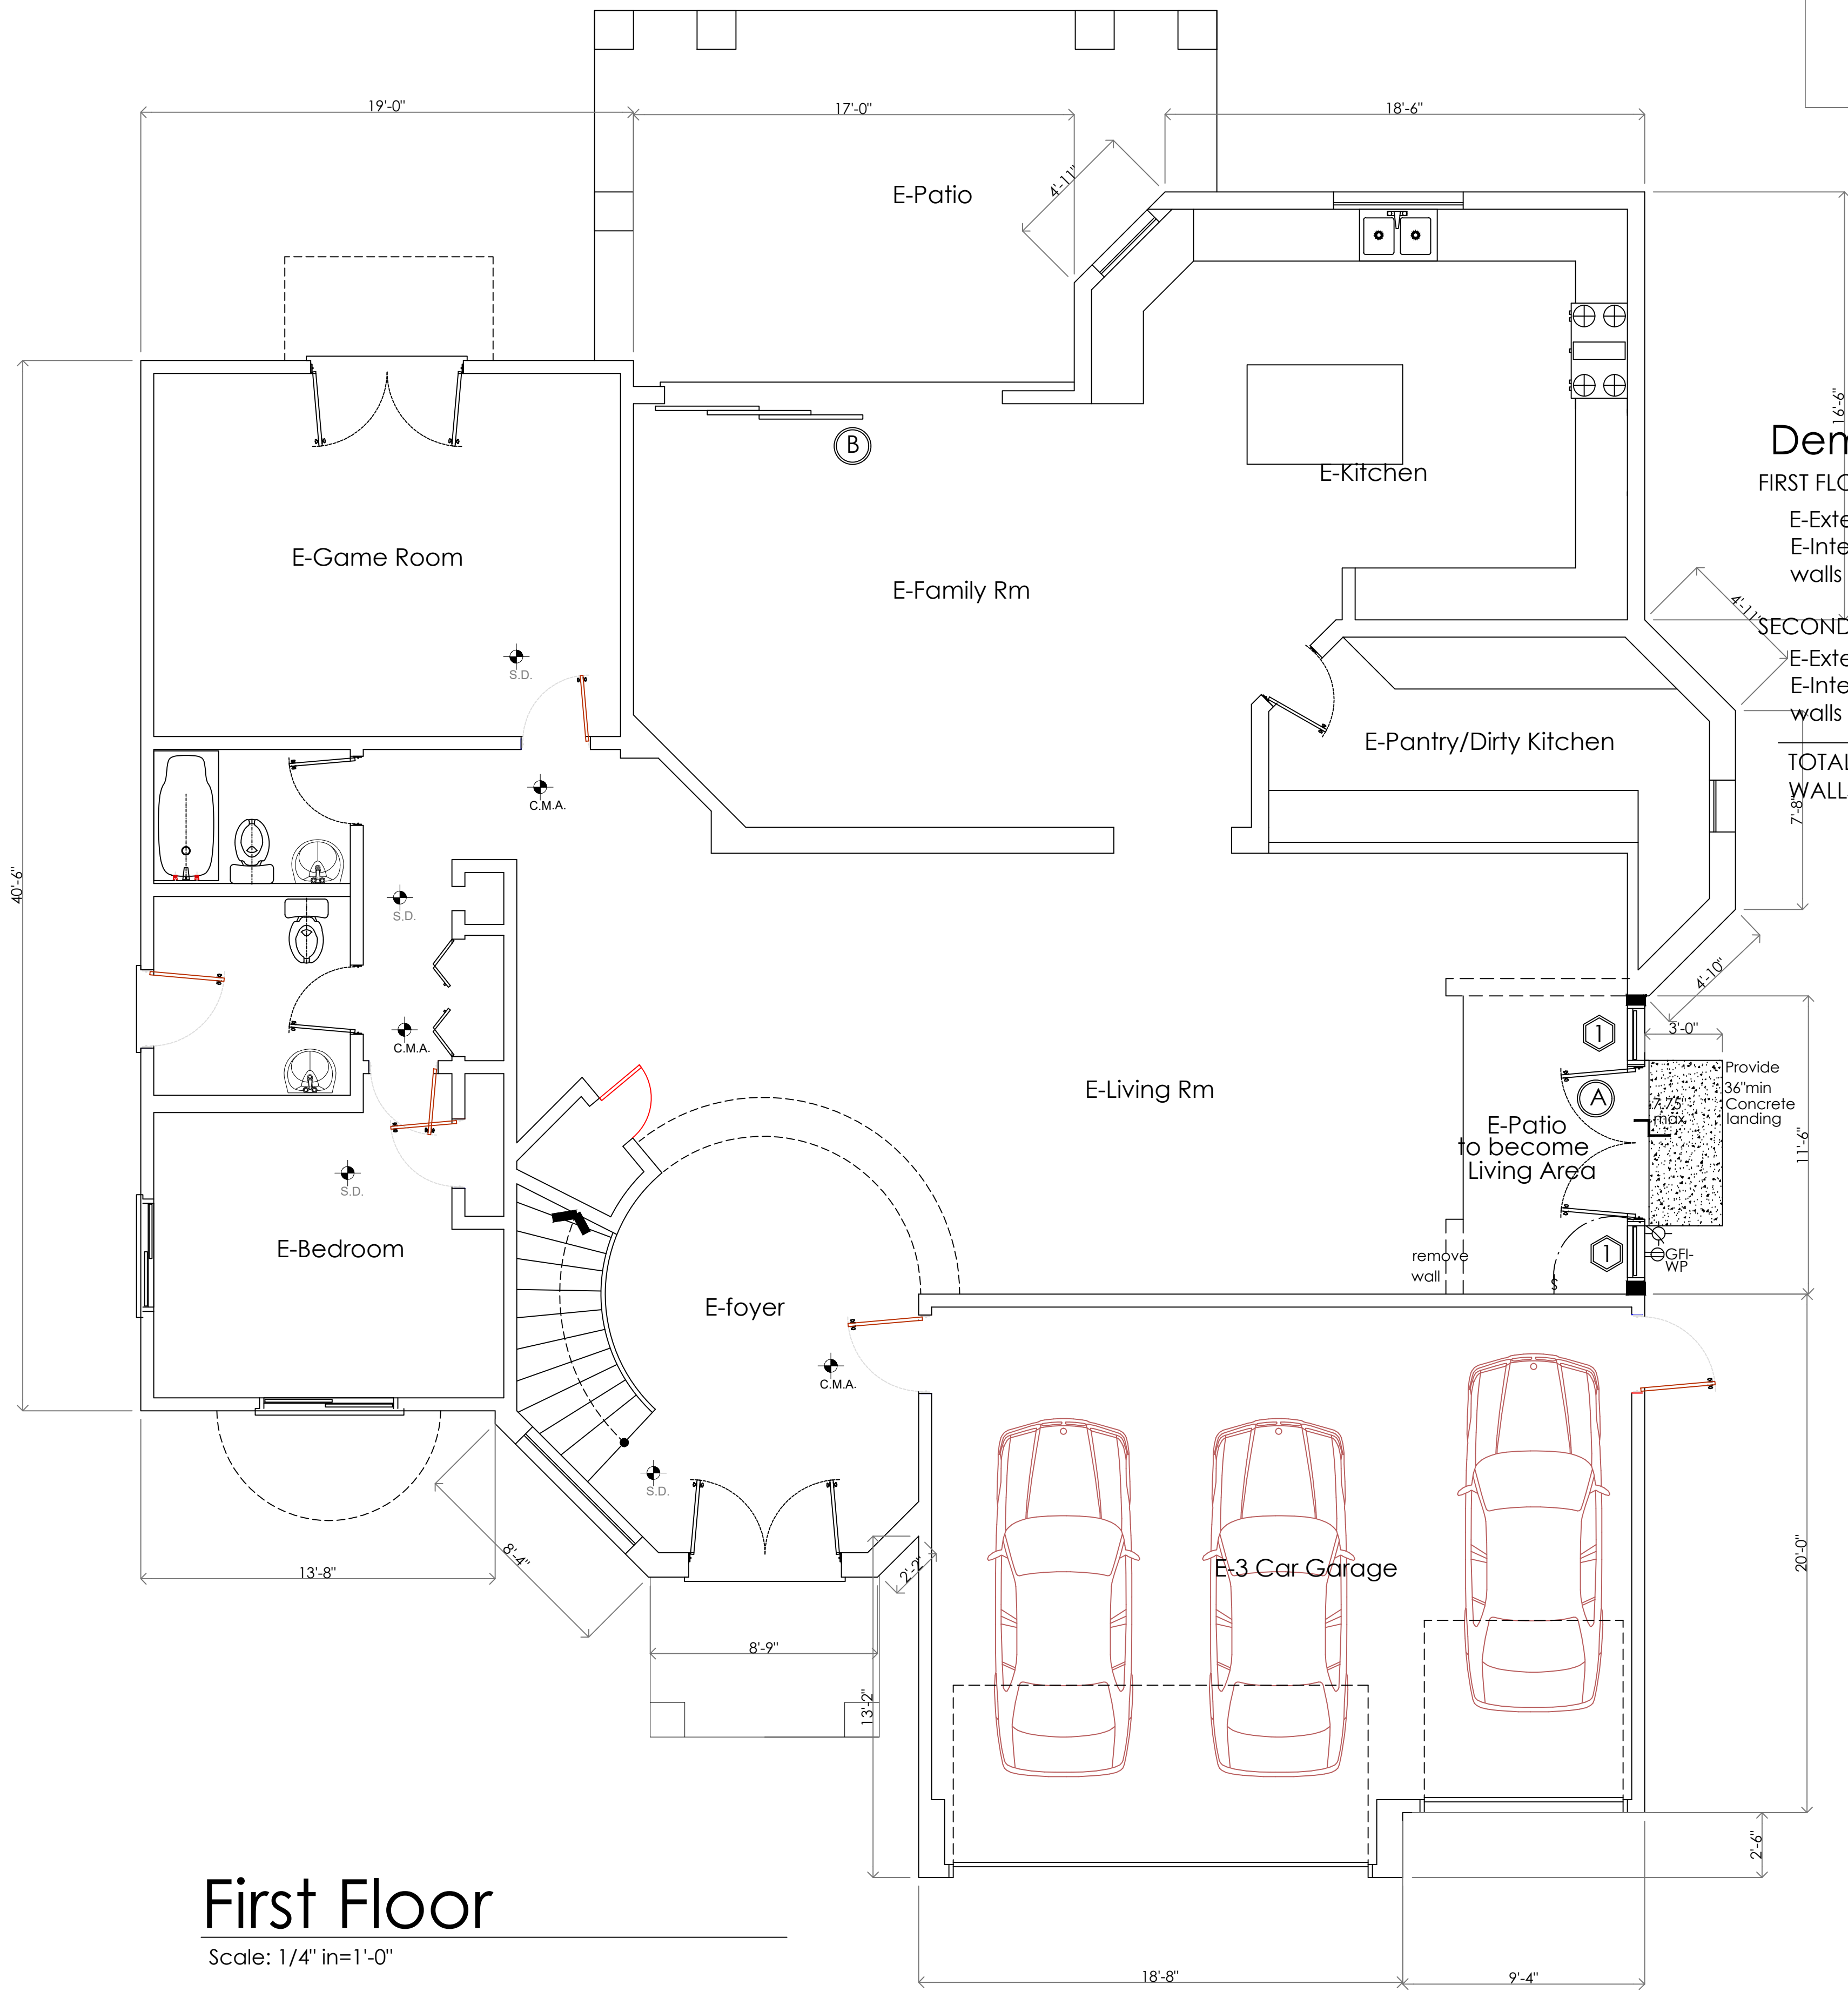 19'-0"
17'-0"
18'-6"
4'-11"
E-Patio
16'-6"
B
E-Kitchen
E-Game Room
E-Family Rm
Dem
FIRST FLO
E-Exte
E-Inte
walls
4'-11"
SECOND
E-Exte
E-Inte
walls
S.D.
E-Pantry/Dirty Kitchen
TOTAL
WALL
7'-8"
C.M.A.
40'-6"
S.D.
4'-10"
C.M.A.
1
3'-0"
Provide
36"min
Concrete
landing
7.75"
max
A
E-Living Rm
E-Patio
to become
Living Area
11'-6"
S.D.
E-Bedroom
remove
wall
1
GFI-
WP
S
E-foyer
C.M.A.
S.D.
8'-4"
2'-2"
13'-8"
E-3 Car Garage
20'-0"
8'-9"
13'-2"
2'-6"
First Floor
Scale: 1/4" in=1'-0"
18'-8"
9'-4"